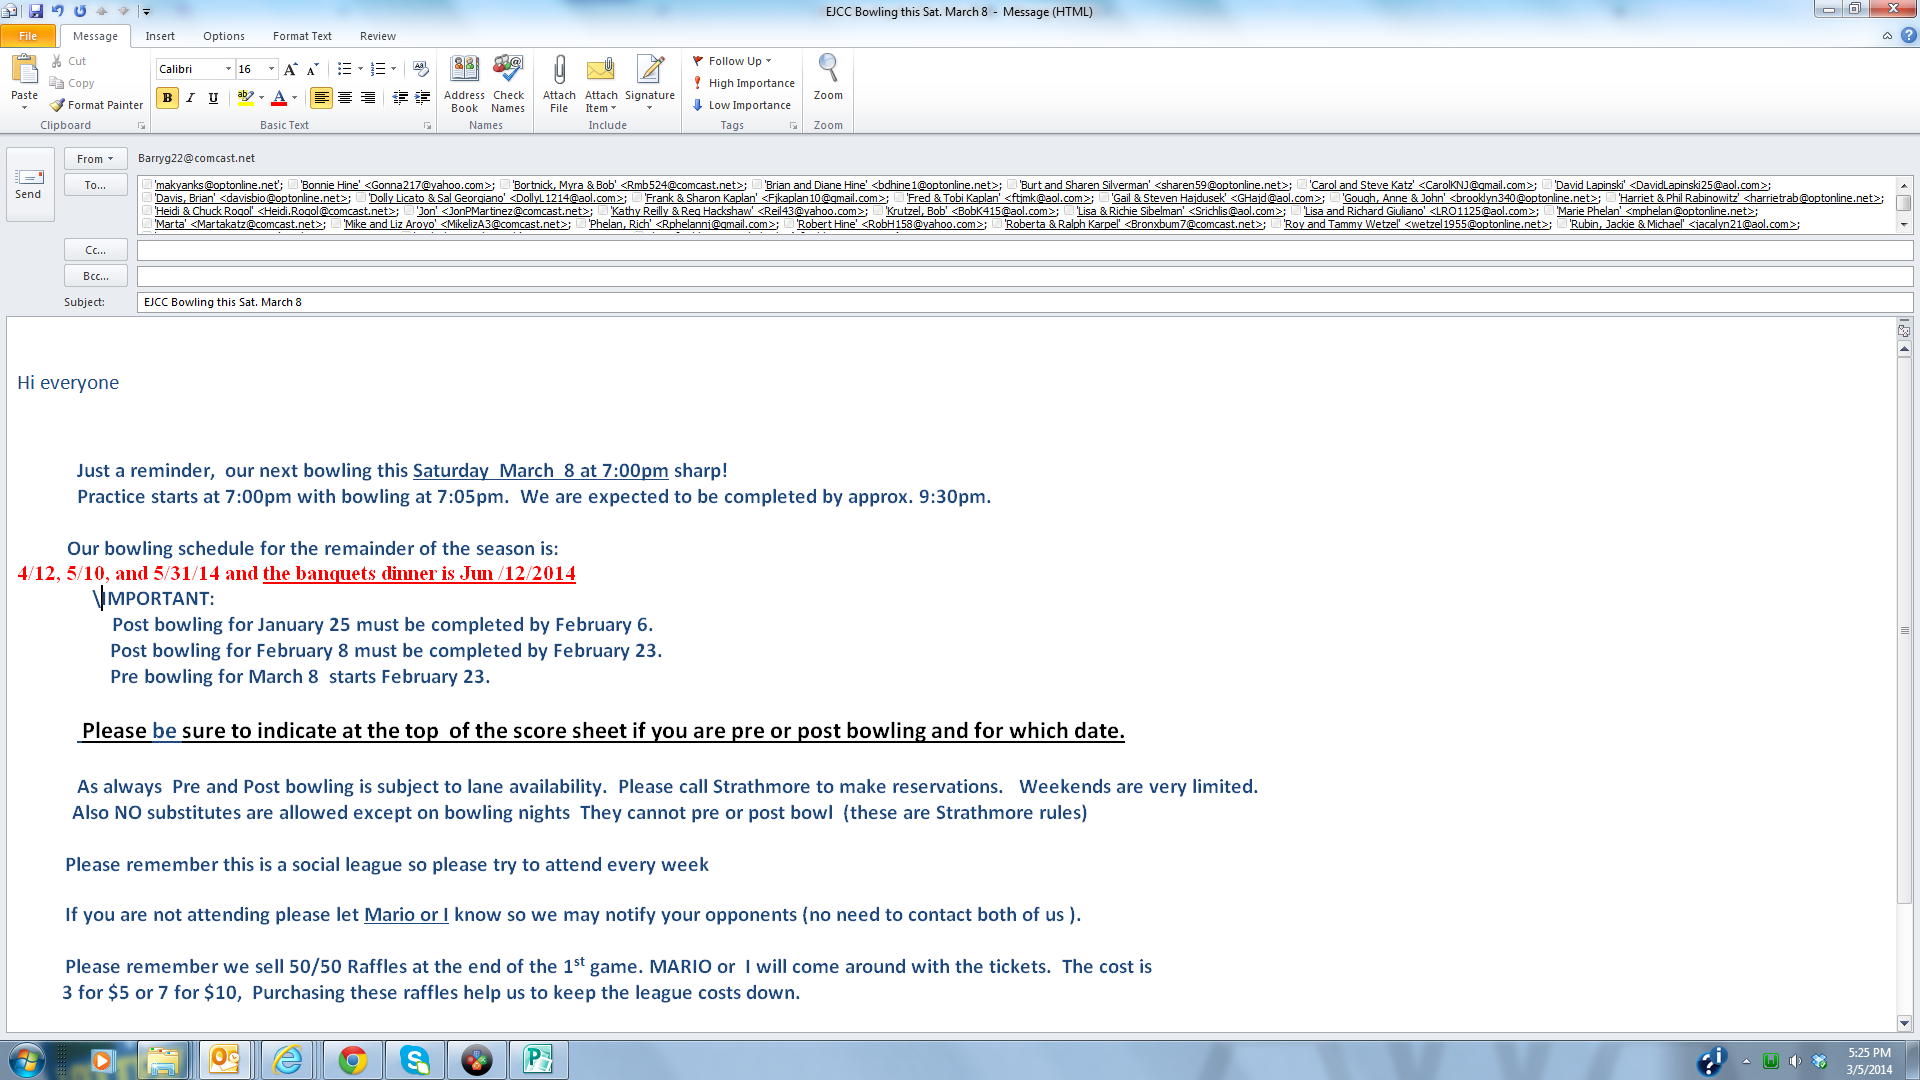 EJCC Bowling this Sat. March 8 - Message (HTML)
File Message Insert Options Format Text Review
Paste
Cut
Copy
Format Painter
Clipboard
Calibri 16
B I U
Basic Text
Address Book
Check Names
Names
Attach File
Attach Item
Signature
Include
Follow Up
High Importance
Low Importance
Tags
Zoom
Zoom
Send
From Barryg22@comcast.net
To... 'makyanks@optonline.net'; 'Bonnie Hine' <Gonna217@yahoo.com>; 'Bortnick, Myra & Bob' <Rmb524@comcast.net>; 'Brian and Diane Hine' <bdhine1@optonline.net>; 'Burt and Sharen Silverman' <sharen59@optonline.net>; 'Carol and Steve Katz' <CarolKNJ@gmail.com>; 'David Lapinski' <DavidLapinski25@aol.com>;
'Davis, Brian' <davisbio@optonline.net>; 'Dolly Licato & Sal Georgiano' <DollyL1214@aol.com>; 'Frank & Sharon Kaplan' <Fjkaplan10@gmail.com>; 'Fred & Tobi Kaplan' <ftjmk@aol.com>; 'Gail & Steven Hajdusek' <GHajd@aol.com>; 'Gough, Anne & John' <brooklyn340@optonline.net>; 'Harriet & Phil Rabinowitz' <harrietrab@optonline.net>;
'Heidi & Chuck Rogol' <Heidi.Rogol@comcast.net>; 'Jon' <JonPMartinez@comcast.net>; 'Kathy Reilly & Reg Hackshaw' <Reil43@yahoo.com>; 'Krutzel, Bob' <BobK415@aol.com>; 'Lisa & Richie Sibelman' <Srichlis@aol.com>; 'Lisa and Richard Giuliano' <LRO1125@aol.com>; 'Marie Phelan' <mphelan@optonline.net>;
'Marta' <Martakatz@comcast.net>; 'Mike and Liz Aroyo' <MikelizA3@comcast.net>; 'Phelan, Rich' <Rphelannj@gmail.com>; 'Robert Hine' <RobH158@yahoo.com>; 'Roberta & Ralph Karpel' <Bronxbum7@comcast.net>; 'Roy and Tammy Wetzel' <wetzel1955@optonline.net>; 'Rubin, Jackie & Michael' <jacalyn21@aol.com>;
Cc...
Bcc...
Subject: EJCC Bowling this Sat. March 8
Hi everyone
Just a reminder, our next bowling this Saturday March 8 at 7:00pm sharp!
Practice starts at 7:00pm with bowling at 7:05pm. We are expected to be completed by approx. 9:30pm.
Our bowling schedule for the remainder of the season is:
4/12, 5/10, and 5/31/14 and the banquets dinner is Jun /12/2014
\IMPORTANT:
Post bowling for January 25 must be completed by February 6.
Post bowling for February 8 must be completed by February 23.
Pre bowling for March 8 starts February 23.
Please be sure to indicate at the top of the score sheet if you are pre or post bowling and for which date.
As always Pre and Post bowling is subject to lane availability. Please call Strathmore to make reservations. Weekends are very limited.
Also NO substitutes are allowed except on bowling nights They cannot pre or post bowl (these are Strathmore rules)
Please remember this is a social league so please try to attend every week
If you are not attending please let Mario or I know so we may notify your opponents (no need to contact both of us ).
Please remember we sell 50/50 Raffles at the end of the 1st game. MARIO or I will come around with the tickets. The cost is
3 for $5 or 7 for $10, Purchasing these raffles help us to keep the league costs down.
5:25 PM
3/5/2014